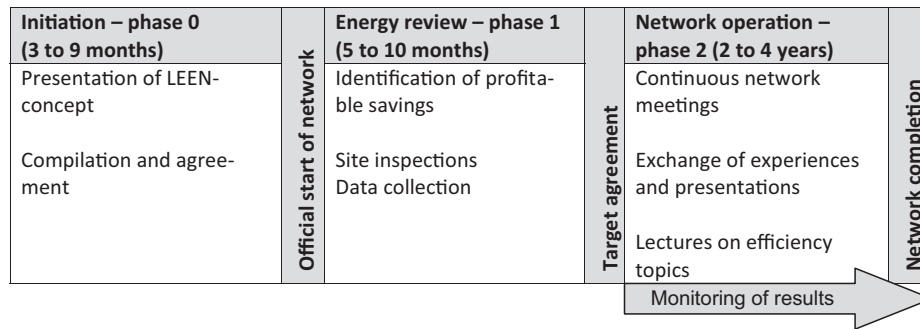 Initiation – phase 0
(3 to 9 months)
Presentation of LEEN-
concept
Compilation and agree-
ment
Official start of network
Energy review – phase 1
(5 to 10 months)
Identification of profit-
able savings
Site inspections
Data collection
Target agreement
Network operation –
phase 2 (2 to 4 years)
Continuous network
meetings
Exchange of experiences
and presentations
Lectures on efficiency
topics
Network completion
Monitoring of results